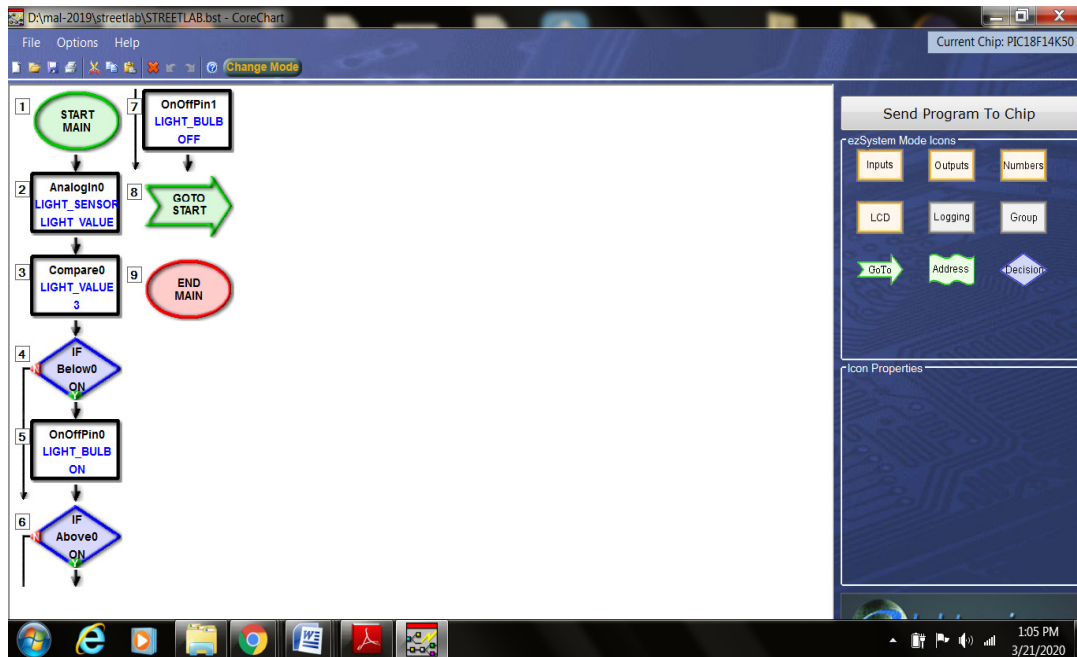 D:\mal-2019\streetlab\STREETLAB.bst - CoreChart
File Options Help
Current Chip: PIC18F14K50
Change Mode
1
START
MAIN
2
AnalogIn0
LIGHT_SENSOR
LIGHT_VALUE
3
Compare0
LIGHT_VALUE
3
4
IF
Below0
ON
N
Y
5
OnOffPin0
LIGHT_BULB
ON
6
IF
Above0
ON
N
Y
7
OnOffPin1
LIGHT_BULB
OFF
8
GOTO
START
9
END
MAIN
Send Program To Chip
ezSystem Mode Icons
Inputs Outputs Numbers
LCD Logging Group
GoTo Address Decision
Icon Properties
1:05 PM
3/21/2020